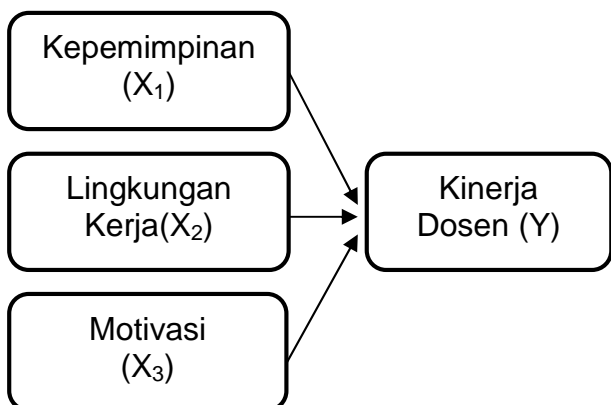 Kepemimpinan
(X₁)
Lingkungan
Kerja(X₂)
Kinerja
Dosen (Y)
Motivasi
(X₃)